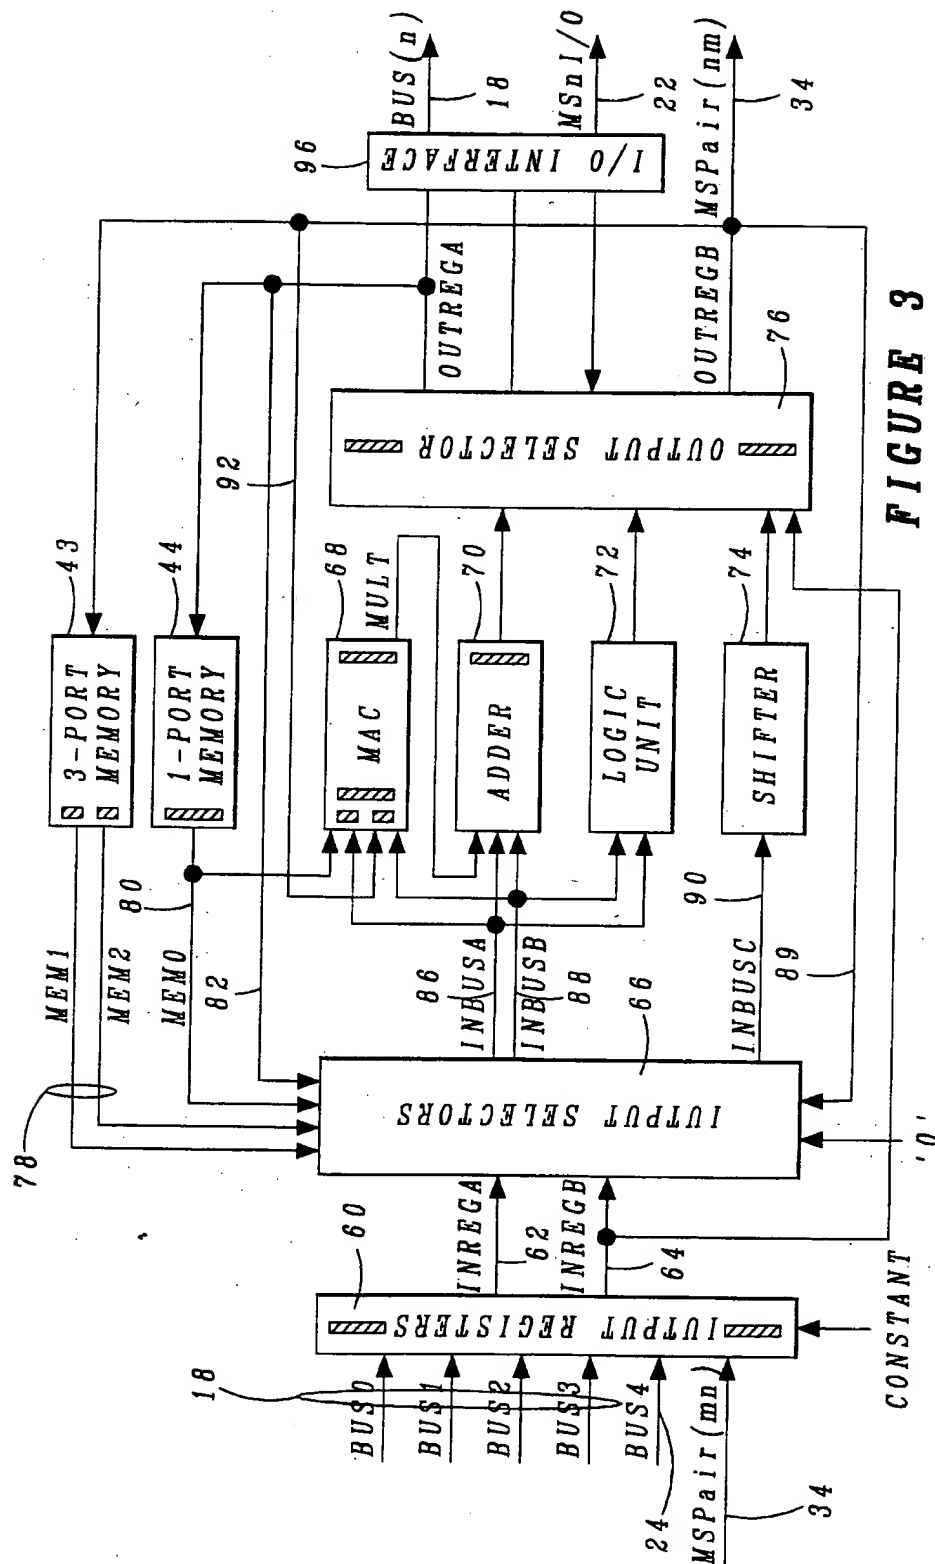 78
MEM1
MEM2
3-PORT
MEMORY
43
80
MEM0
1-PORT
MEMORY
44
82
92
18
BUS0
BUS1
BUS2
BUS3
BUS4
24
MSPair(mn)
34
60
IUTPUT REGISTERS
CONSTANT
INREGA
62
INREGB
64
IUTPUT SELECTORS
66
'0'
INBUSA
86
INBUSB
88
INBUSC
90
89
MAC
68
MULT
ADDER
70
LOGIC
UNIT
72
SHIFTER
74
OUTPUT SELECTOR
76
OUTREGA
OUTREGB
96
I/O INTERFACE
BUS(n)
18
MSnI/O
22
MSPair(nm)
34
FIGURE 3